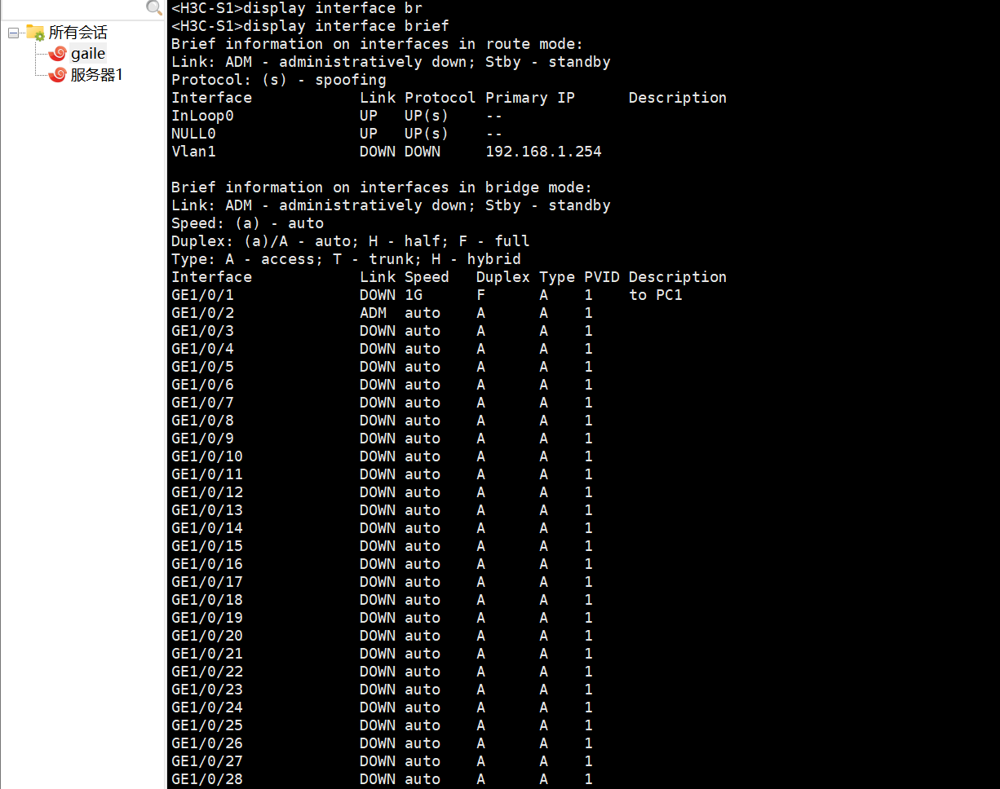 所有会话
gaile
服务器1
<H3C-S1>display interface br
<H3C-S1>display interface brief
Brief information on interfaces in route mode:
Link: ADM - administratively down; Stby - standby
Protocol: (s) - spoofing
Interface            Link Protocol Primary IP      Description
InLoop0              UP   UP(s)    --
NULL0                UP   UP(s)    --
Vlan1                DOWN DOWN     192.168.1.254

Brief information on interfaces in bridge mode:
Link: ADM - administratively down; Stby - standby
Speed: (a) - auto
Duplex: (a)/A - auto; H - half; F - full
Type: A - access; T - trunk; H - hybrid
Interface            Link Speed   Duplex Type PVID Description
GE1/0/1              DOWN 1G      F      A    1    to PC1
GE1/0/2              ADM  auto    A      A    1
GE1/0/3              DOWN auto    A      A    1
GE1/0/4              DOWN auto    A      A    1
GE1/0/5              DOWN auto    A      A    1
GE1/0/6              DOWN auto    A      A    1
GE1/0/7              DOWN auto    A      A    1
GE1/0/8              DOWN auto    A      A    1
GE1/0/9              DOWN auto    A      A    1
GE1/0/10             DOWN auto    A      A    1
GE1/0/11             DOWN auto    A      A    1
GE1/0/12             DOWN auto    A      A    1
GE1/0/13             DOWN auto    A      A    1
GE1/0/14             DOWN auto    A      A    1
GE1/0/15             DOWN auto    A      A    1
GE1/0/16             DOWN auto    A      A    1
GE1/0/17             DOWN auto    A      A    1
GE1/0/18             DOWN auto    A      A    1
GE1/0/19             DOWN auto    A      A    1
GE1/0/20             DOWN auto    A      A    1
GE1/0/21             DOWN auto    A      A    1
GE1/0/22             DOWN auto    A      A    1
GE1/0/23             DOWN auto    A      A    1
GE1/0/24             DOWN auto    A      A    1
GE1/0/25             DOWN auto    A      A    1
GE1/0/26             DOWN auto    A      A    1
GE1/0/27             DOWN auto    A      A    1
GE1/0/28             DOWN auto    A      A    1